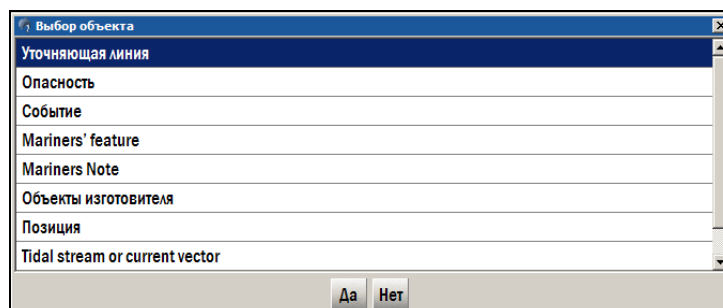 Выбор объекта
Уточняющая линия
Опасность
Событие
Mariners' feature
Mariners Note
Объекты изготовителя
Позиция
Tidal stream or current vector
Да Нет